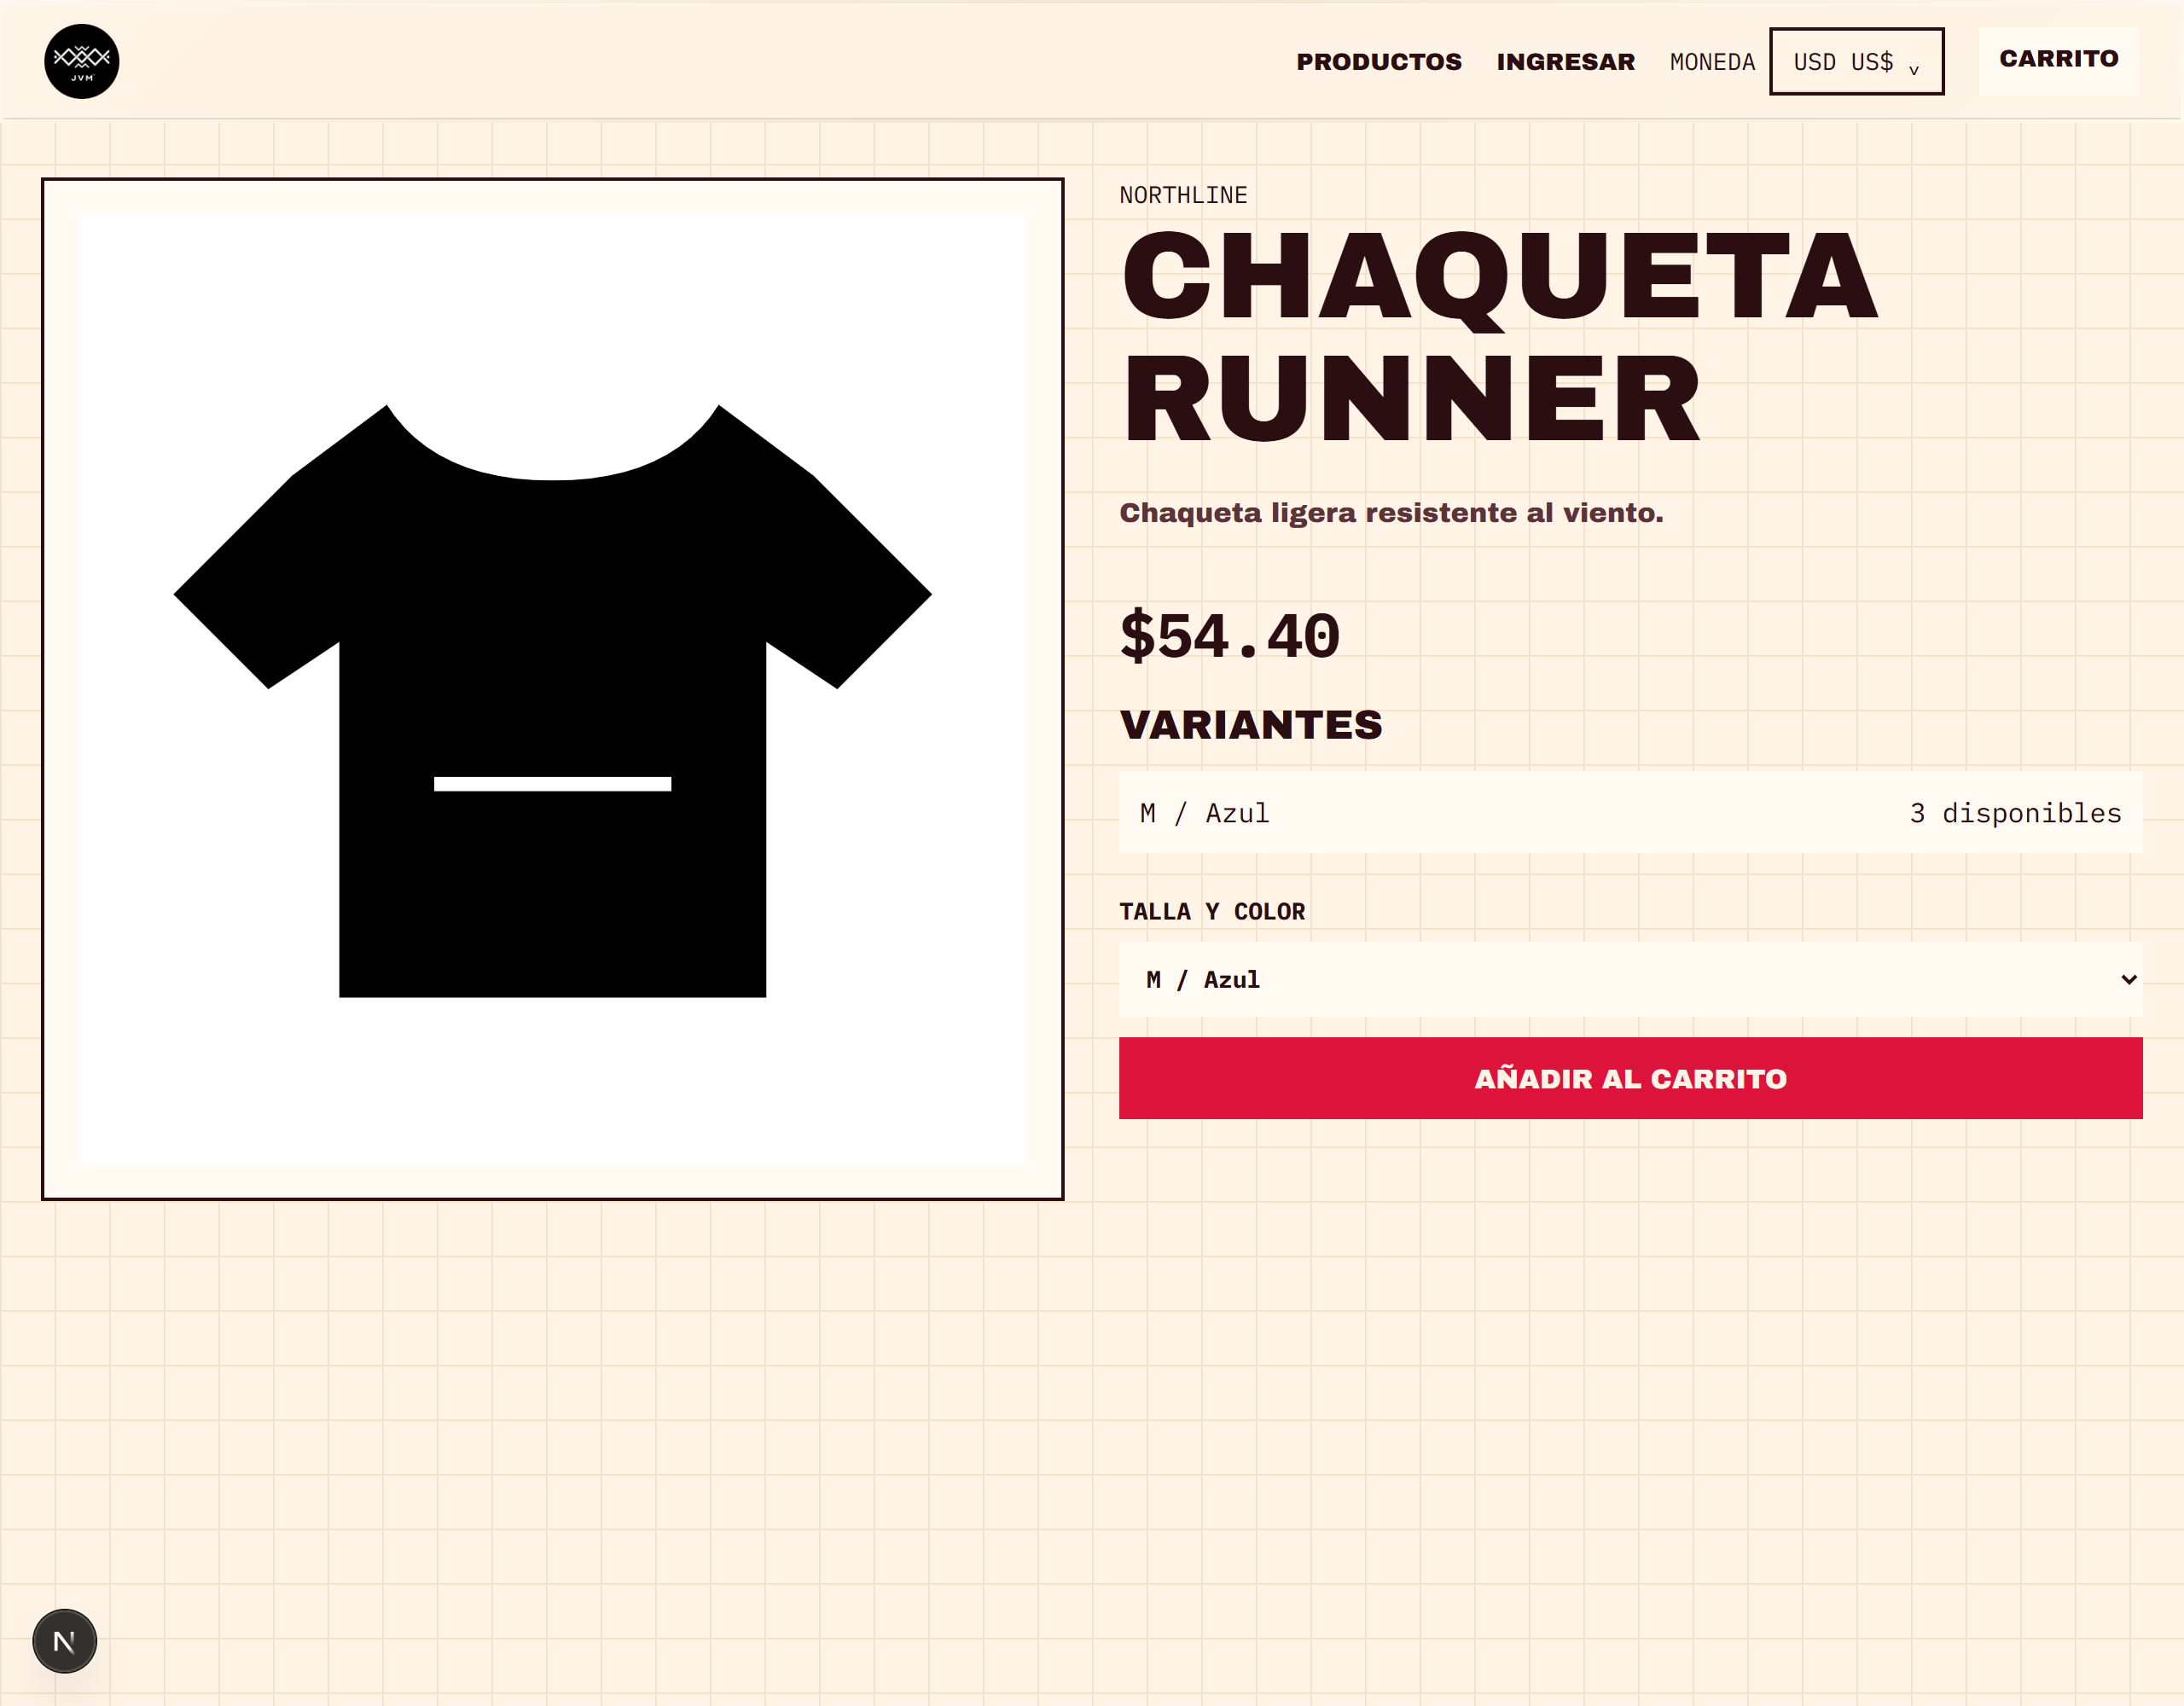 JVM
PRODUCTOS INGRESAR MONEDA USD US$ CARRITO
NORTHLINE
CHAQUETA
RUNNER
Chaqueta ligera resistente al viento.
$54.40
VARIANTES
M / Azul 3 disponibles
TALLA Y COLOR
M / Azul
AÑADIR AL CARRITO
N